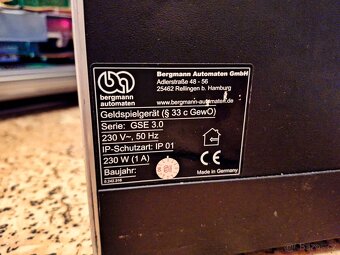 Bergmann Automaten GmbH
Adlerstraße 48 - 56
25462 Rellingen b. Hamburg
www.bergmann-automaten.de
bergmann
automaten
Geldspielgerät (§ 33 c GewO)
Serie: GSE 3.0
230 V~, 50 Hz
IP-Schutzart: IP 01
230 W (1 A)
Baujahr:
Made in Germany